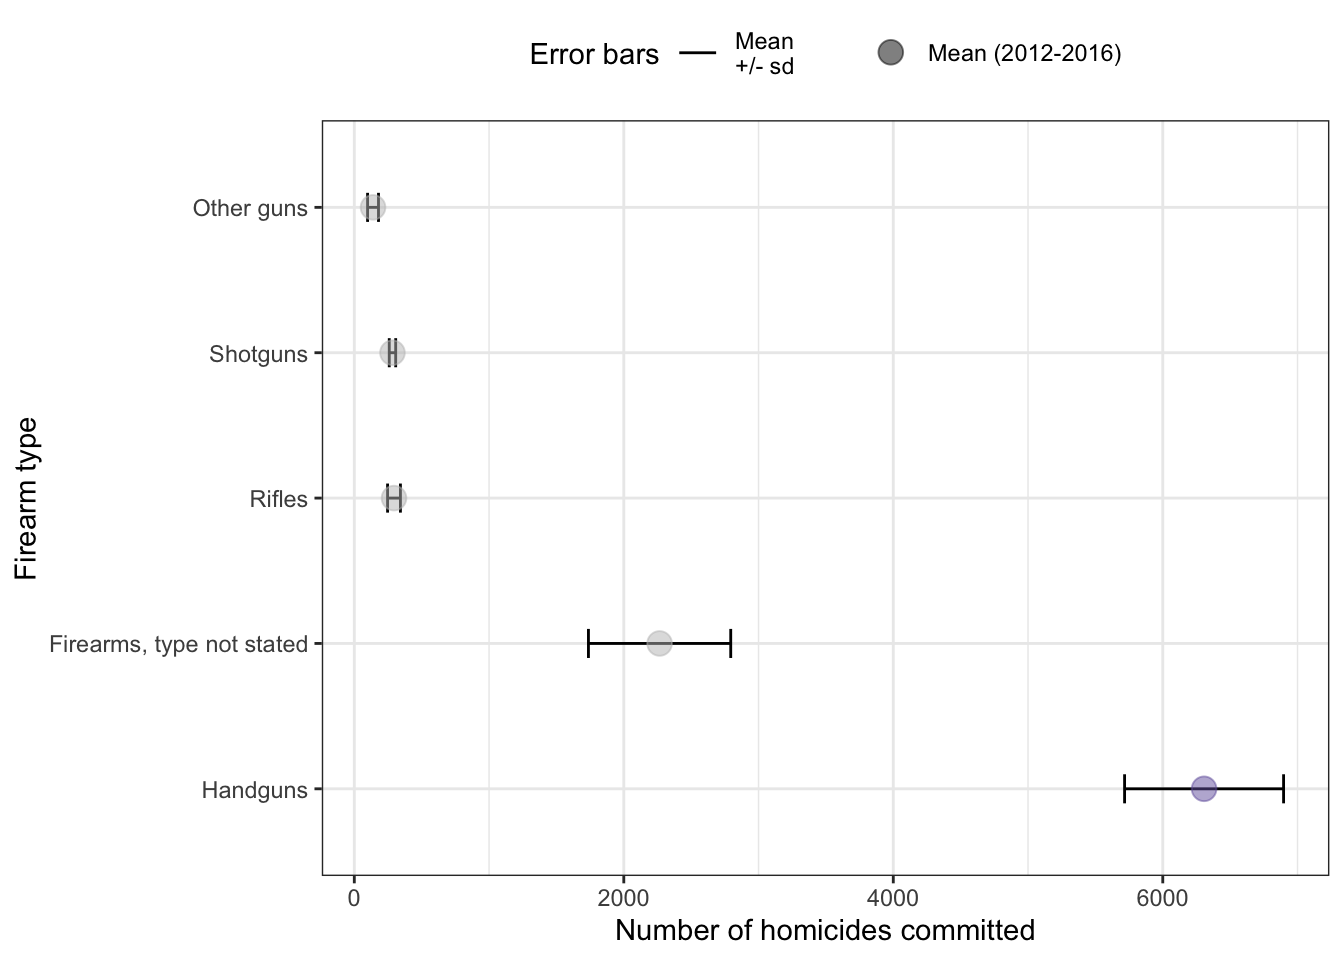 Error bars
Mean
+/- sd
Mean (2012-2016)
Firearm type
Other guns
Shotguns
Rifles
Firearms, type not stated
Handguns
0 2000 4000 6000
Number of homicides committed